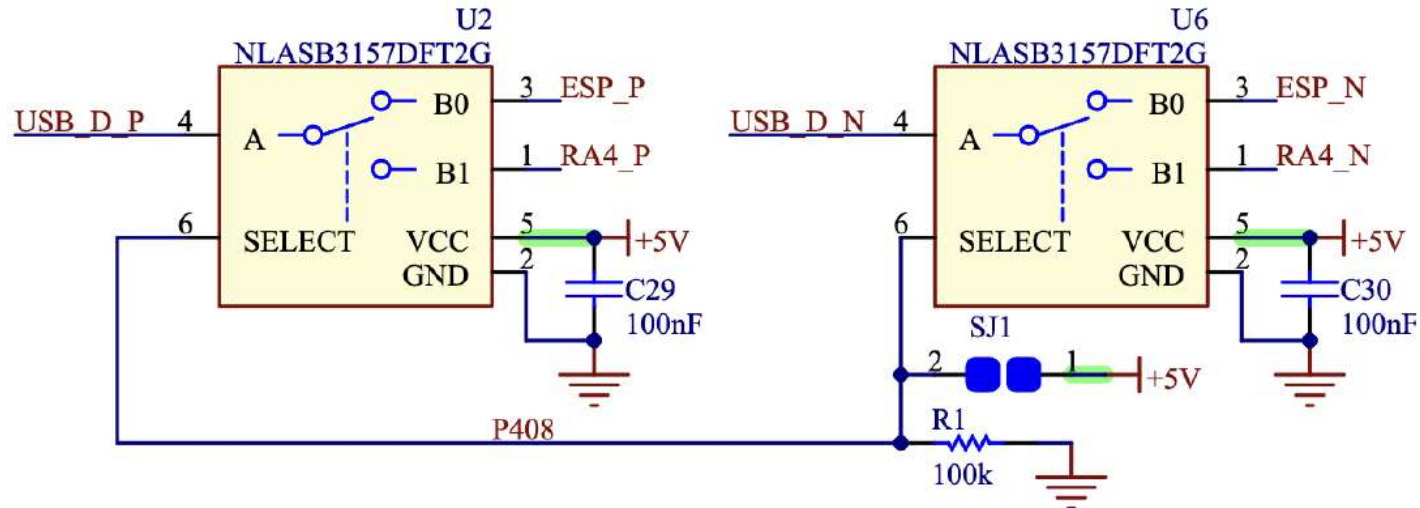 U2
NLASB3157DFT2G
USB_D_P 4 A B0 3 ESP_P
B1 1 RA4_P
6 SELECT VCC 5 +5V
GND 2
C29
100nF
U6
NLASB3157DFT2G
USB_D_N 4 A B0 3 ESP_N
B1 1 RA4_N
6 SELECT VCC 5 +5V
GND 2
C30
100nF
SJ1
2 1 +5V
P408
R1
100k